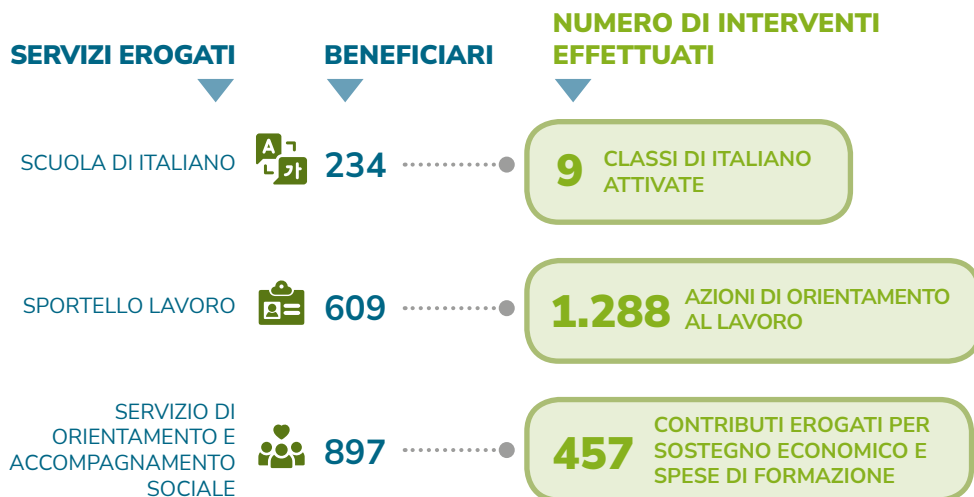 SERVIZI EROGATI
BENEFICIARI
NUMERO DI INTERVENTI
EFFETTUATI
SCUOLA DI ITALIANO
A
가
234
9
CLASSI DI ITALIANO
ATTIVATE
SPORTELLO LAVORO
609
1.288
AZIONI DI ORIENTAMENTO
AL LAVORO
SERVIZIO DI
ORIENTAMENTO E
ACCOMPAGNAMENTO
SOCIALE
897
457
CONTRIBUTI EROGATI PER
SOSTEGNO ECONOMICO E
SPESE DI FORMAZIONE